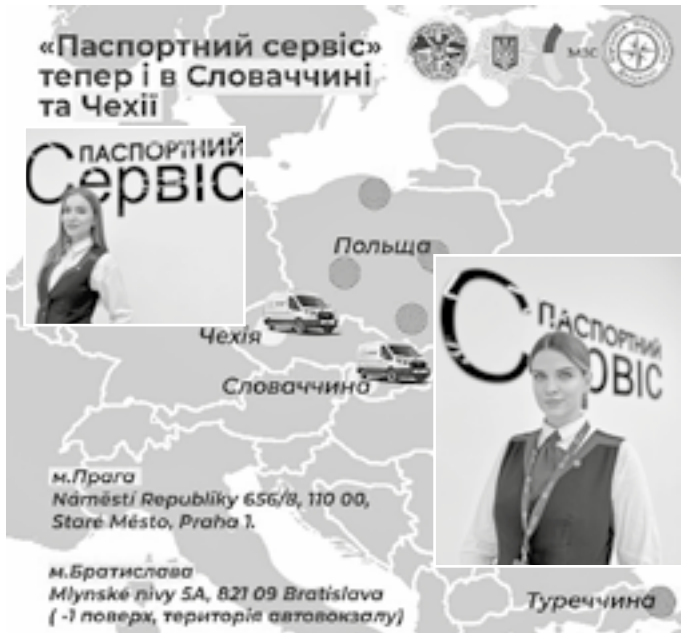 «Паспортний сервіс»
тепер і в Словаччині
та Чехії
МЗС
ПАСПОРТНИЙ
Сервіс
Польща
ПАСПОРТНИЙ
СЕРВІС
Чехія
Словаччина
м.Прага
Náměstí Republiky 656/8, 110 00,
Staré Město, Praha 1.
м.Братислава
Mlynské nivy 5A, 821 09 Bratislava
( -1 поверх, територія автовокзалу)
Туреччина